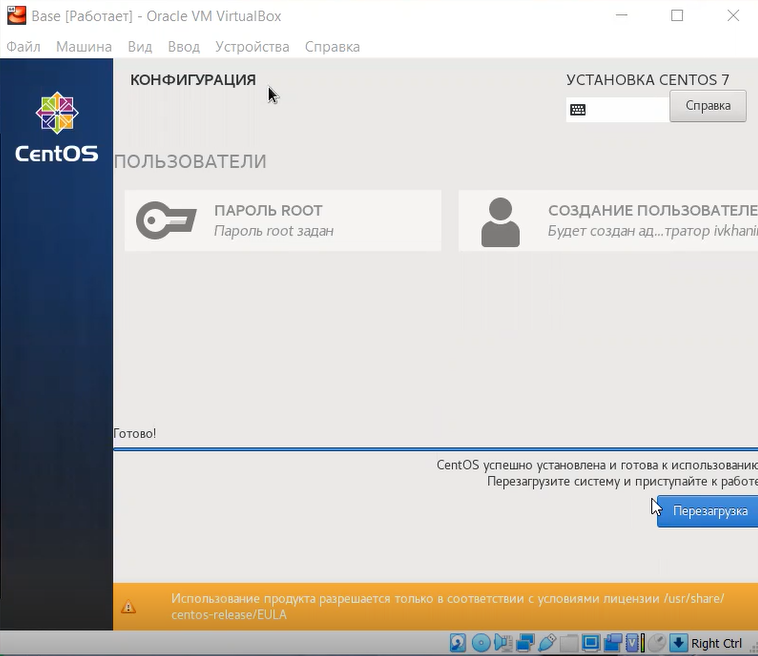 Base [Работает] - Oracle VM VirtualBox
Файл Машина Вид Ввод Устройства Справка
КОНФИГУРАЦИЯ
УСТАНОВКА CENTOS 7
Справка
CentOS
ПОЛЬЗОВАТЕЛИ
ПАРОЛЬ ROOT
Пароль root задан
СОЗДАНИЕ ПОЛЬЗОВАТЕЛЕ
Будет создан ад...тратор ivkhani
Готово!
CentOS успешно установлена и готова к использованию
Перезагрузите систему и приступайте к работе
Перезагрузка
Использование продукта разрешается только в соответствии с условиями лицензии /usr/share/
centos-release/EULA
Right Ctrl